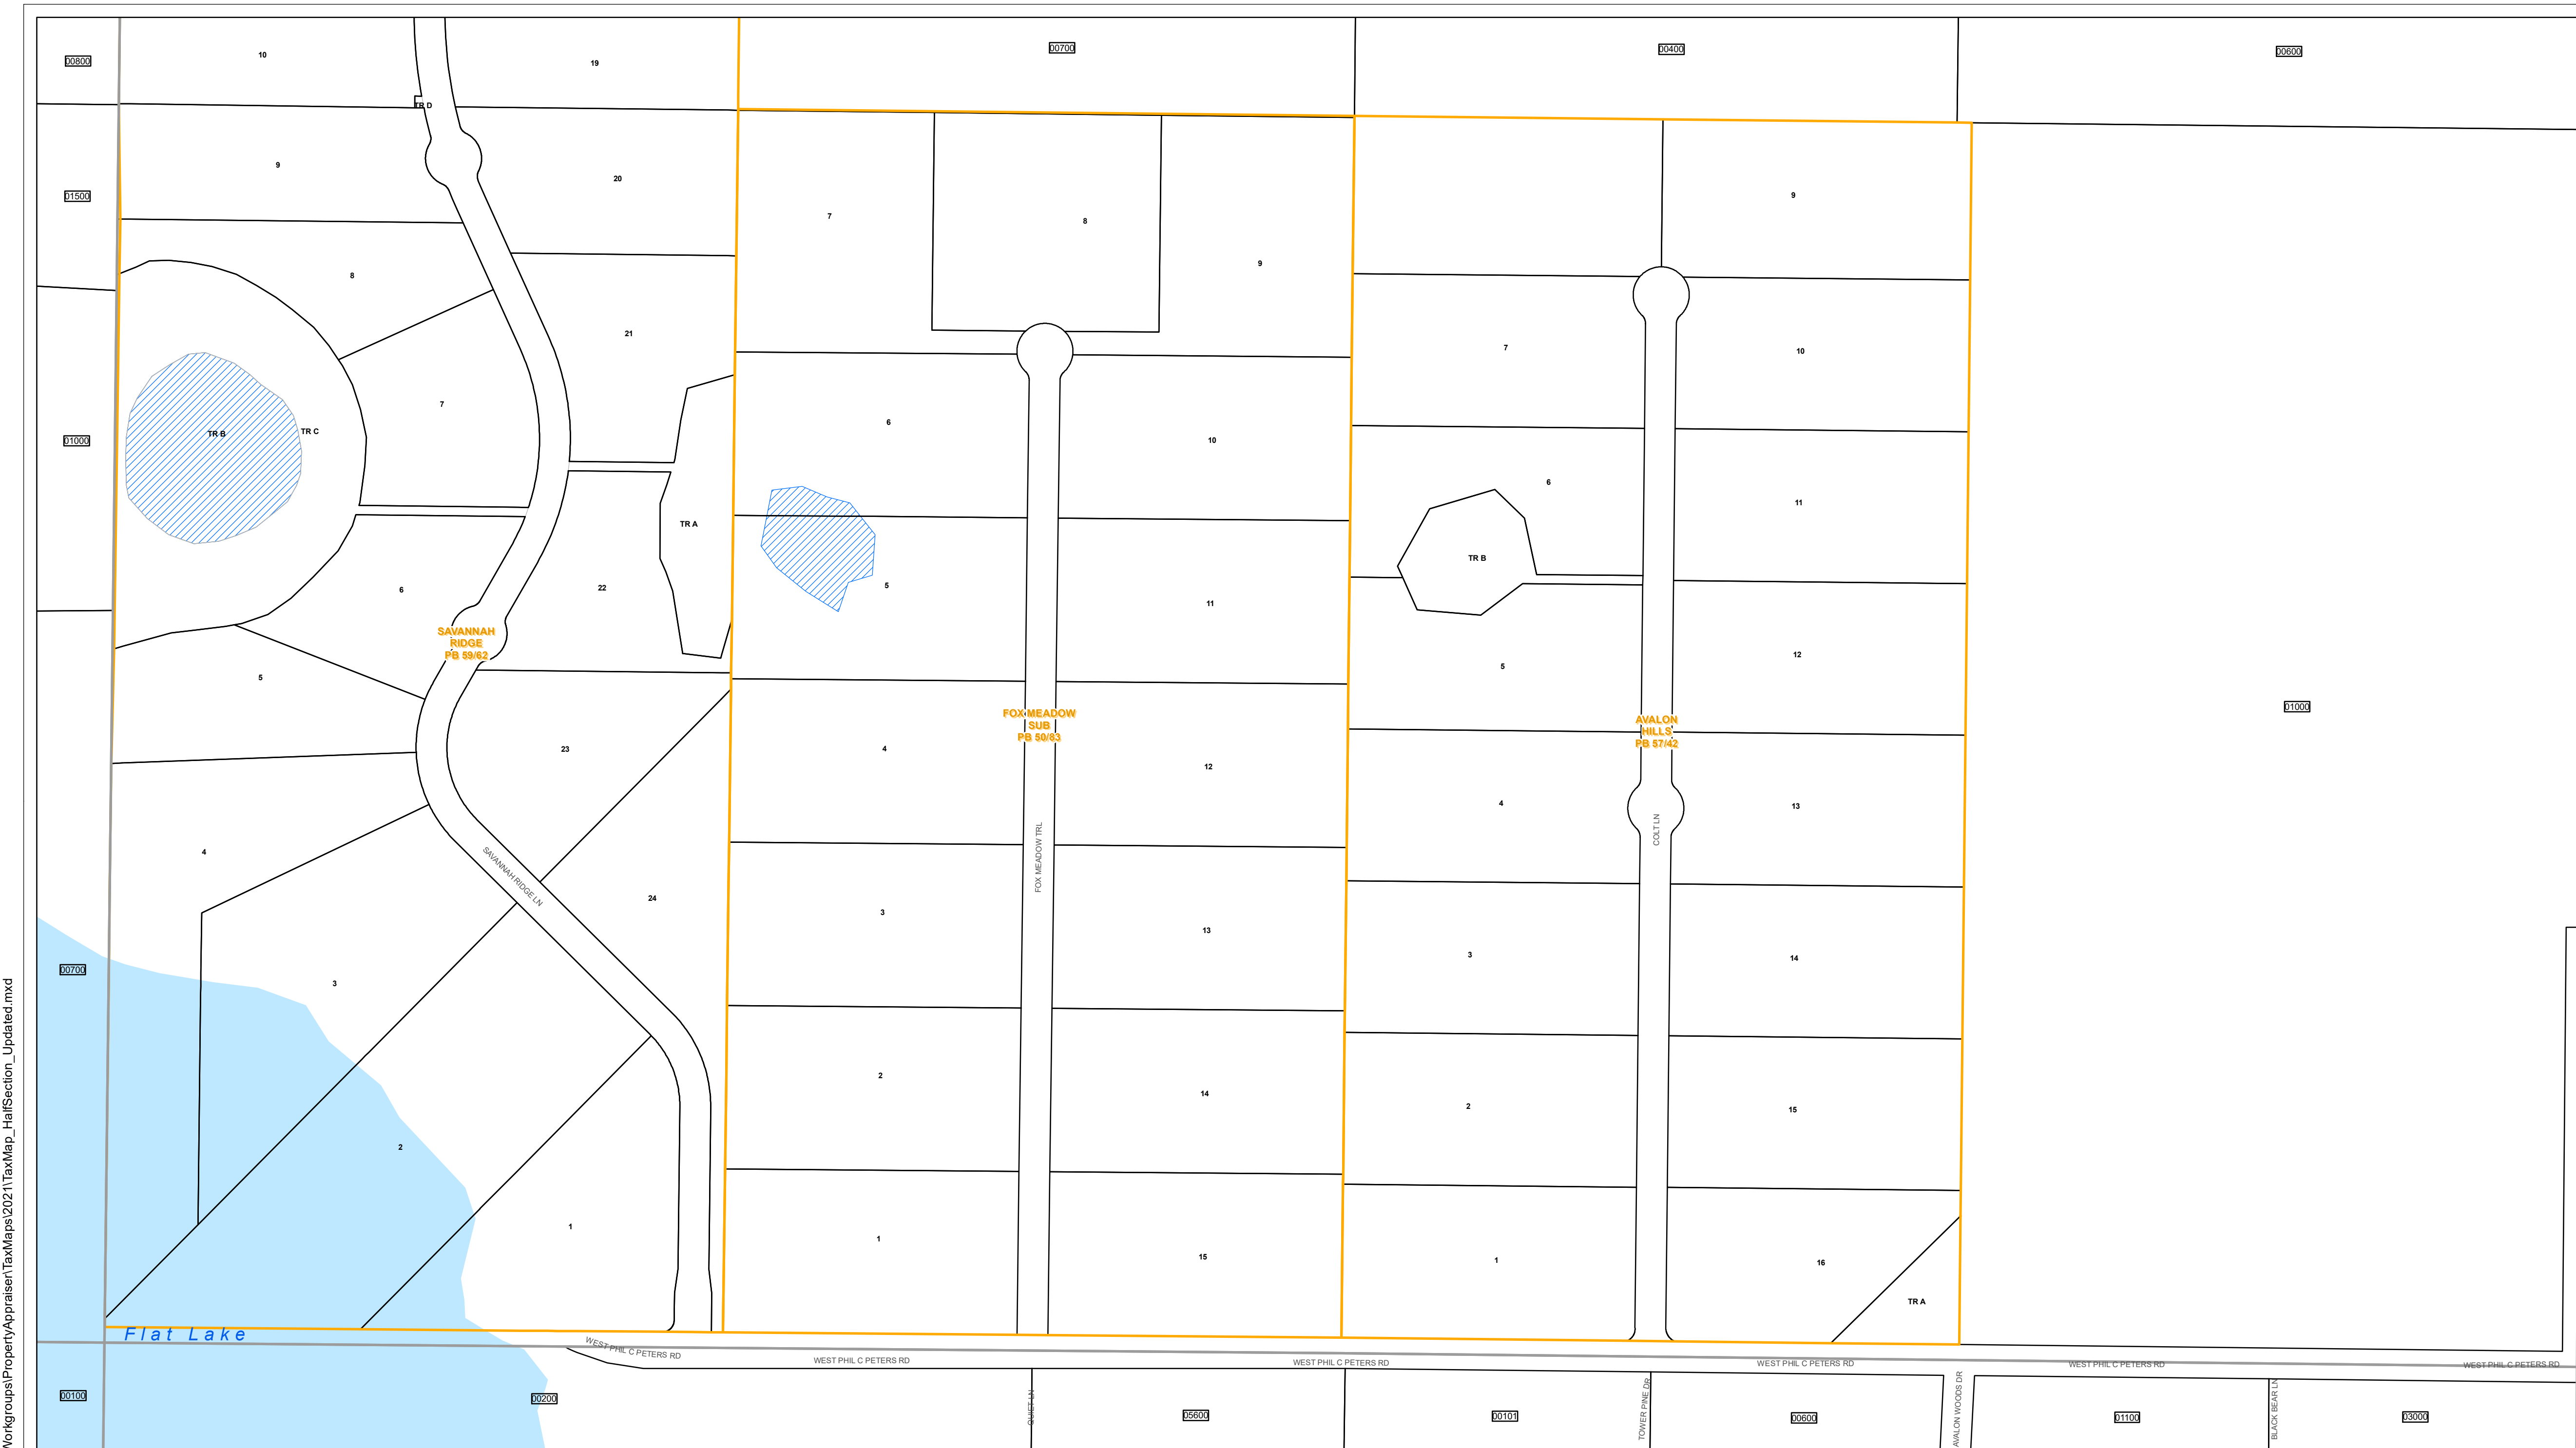 00800
10
19
00700
00400
00600
TR D
01500
9
20
7
8
9
9
8
21
7
10
01000
TR B
TR C
7
6
10
6
11
TR A
TR B
6
22
5
11
5
12
SAVANNAH
RIDGE
PB 59/62
5
FOX MEADOW
SUB
PB 50/83
AVALON
HILLS
PB 57/42
01000
23
4
12
4
13
4
SAVANNAH RIDGE LN
FOX MEADOW TRL
COLT LN
24
3
13
3
14
00700
3
2
14
2
15
2
1
1
15
1
16
TR A
Flat Lake
WEST PHIL C PETERS RD
WEST PHIL C PETERS RD
WEST PHIL C PETERS RD
WEST PHIL C PETERS RD
WEST PHIL C PETERS RD
WEST PHIL C PETERS RD
00100
00200
QUIET LN
05600
00101
TOWER PINE DR
00600
AVALON WOODS DR
01100
BLACK BEAR LN
03000
Workgroups\PropertyAppraiser\TaxMaps\2021\TaxMap_HalfSection_Updated.mxd